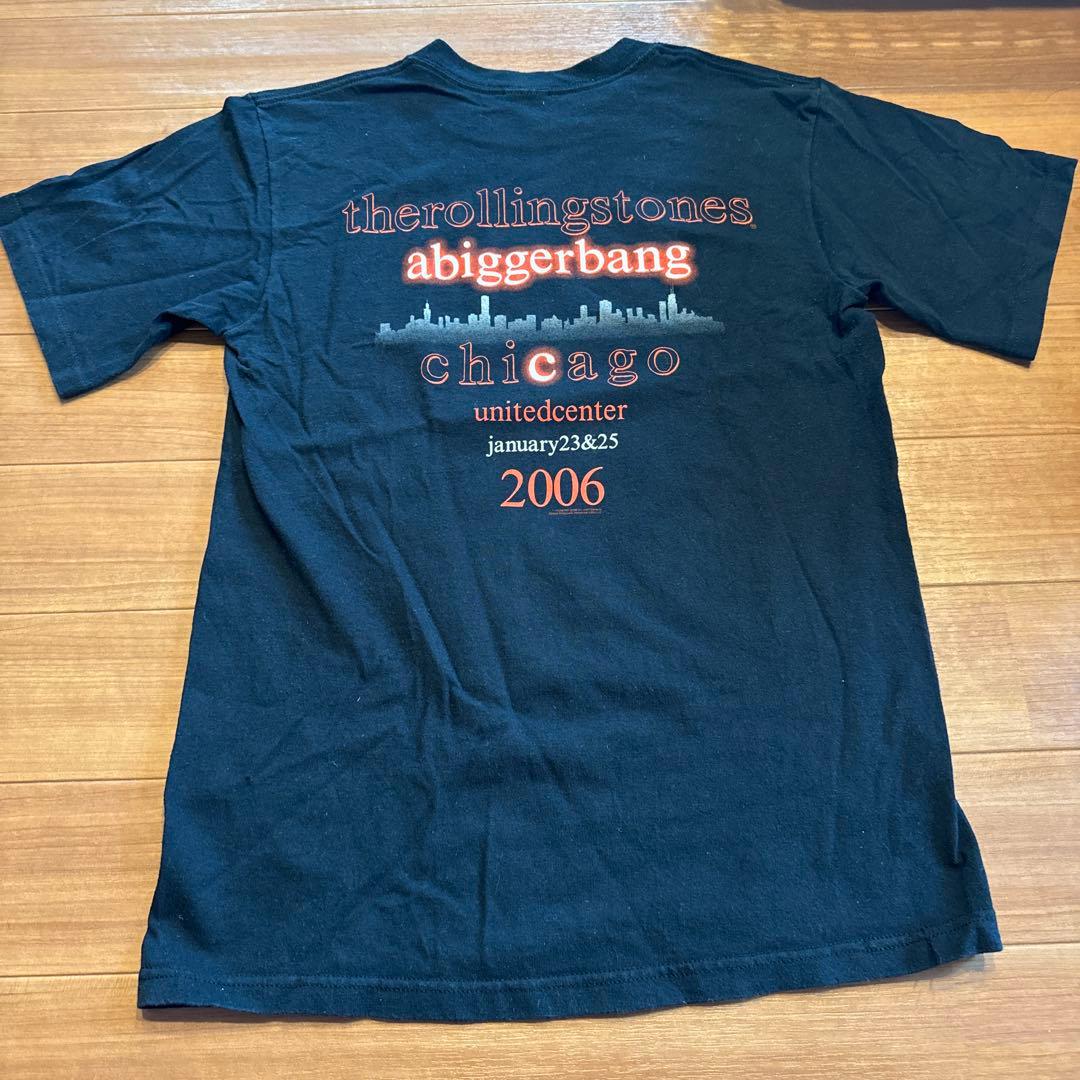 therollingstones®
abiggerbang
chicago
unitedcenter
january23&25
2006